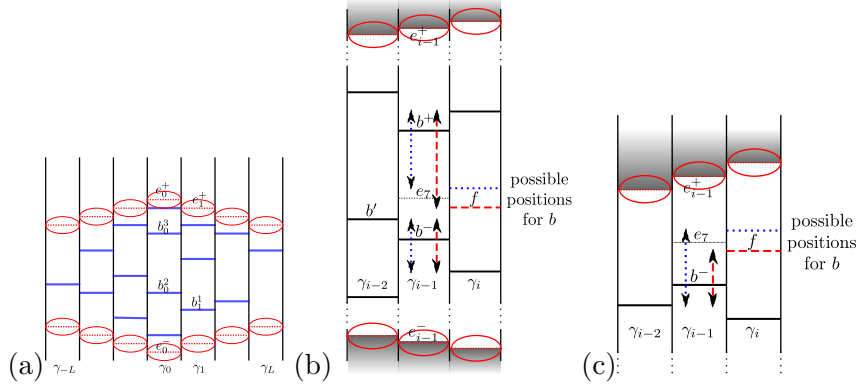 (a)
e_0^+
e_1^+
b_0^3
b_0^2
b_1^1
e_0^-
γ_{-L}
γ_0
γ_1
γ_L
(b)
e_{i-1}^+
b^+
e_7
f
b'
b^-
γ_{i-2}
γ_{i-1}
γ_i
e_{i-1}^-
possible
positions
for b
(c)
e_{i-1}^+
e_7
f
b^-
γ_{i-2}
γ_{i-1}
γ_i
possible
positions
for b